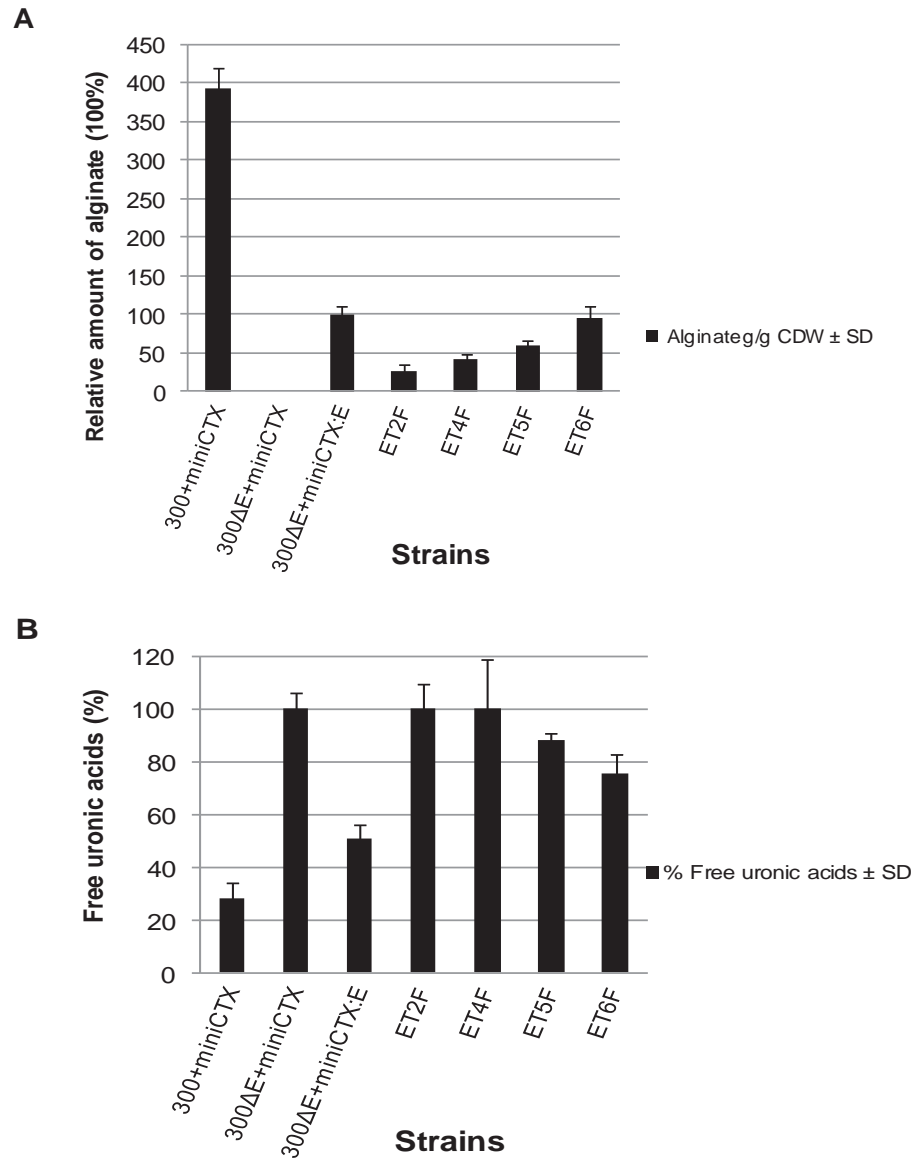 A
Relative amount of alginate (100%)
450
400
350
300
250
200
150
100
50
0
300+miniCTX
300ΔE+miniCTX
300ΔE+miniCTX:E
ET2F
ET4F
ET5F
ET6F
Strains
Alginateg/g CDW ± SD
B
Free uronic acids (%)
120
100
80
60
40
20
0
300+miniCTX
300ΔE+miniCTX
300ΔE+miniCTX:E
ET2F
ET4F
ET5F
ET6F
Strains
% Free uronic acids ± SD